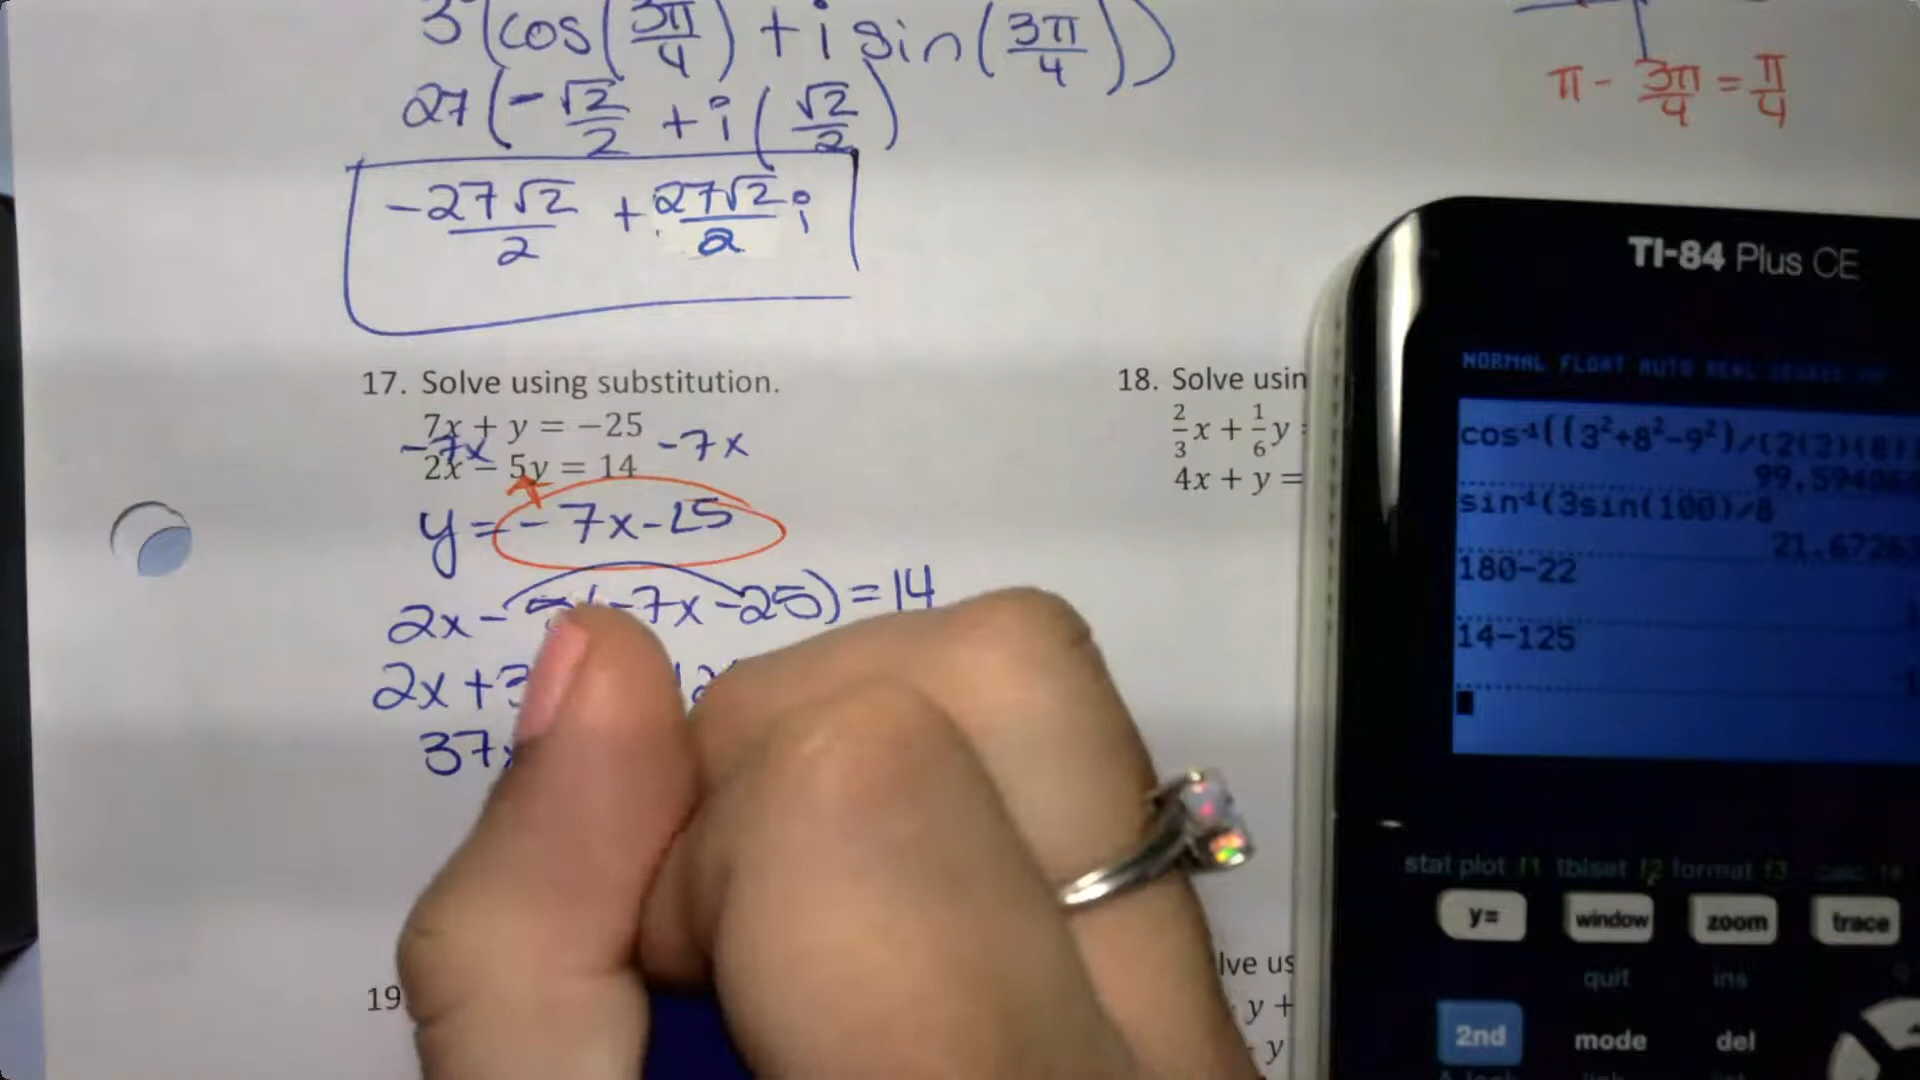 3(cos(3π/4) + i sin(3π/4))
π - 3π/4 = π/4
27(-√2/2 + i(√2/2)
-27√2/2 + 27√2/2 i
17. Solve using substitution.
7x + y = −25
-7x -7x
2x − 5y = 14
y = -7x-25
2x - 5(-7x-25) = 14
2x + 3
37x
18. Solve usin
2/3 x + 1/6 y
4x + y =
19
lve us
y +
y
TI-84 Plus CE
NORMAL FLOAT AUTO REAL
cos⁻¹((3²+8²-9²)/(2(3)(8)
99.594068
sin⁻¹(3sin(100)/8
21.67263
180-22
14-125
stat plot f1 tblset f2 format f3 calc f4
y= window zoom trace
quit ins
2nd mode del